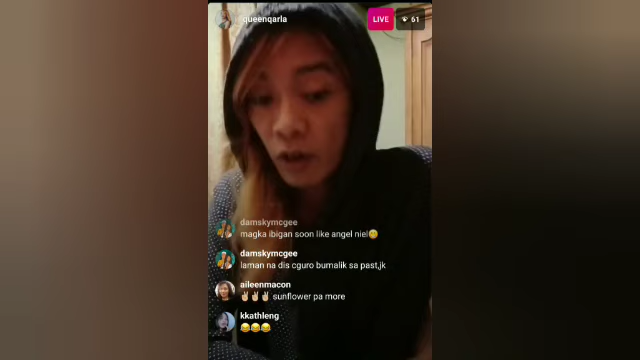 queenqarla
LIVE
61
damskymcgee
magka ibigan soon like angel niel🤭
damskymcgee
laman na dis cguro bumalik sa past,jk
aileenmacon
✌🏻✌🏻✌🏻 sunflower pa more
kkathleng
😂😂😂